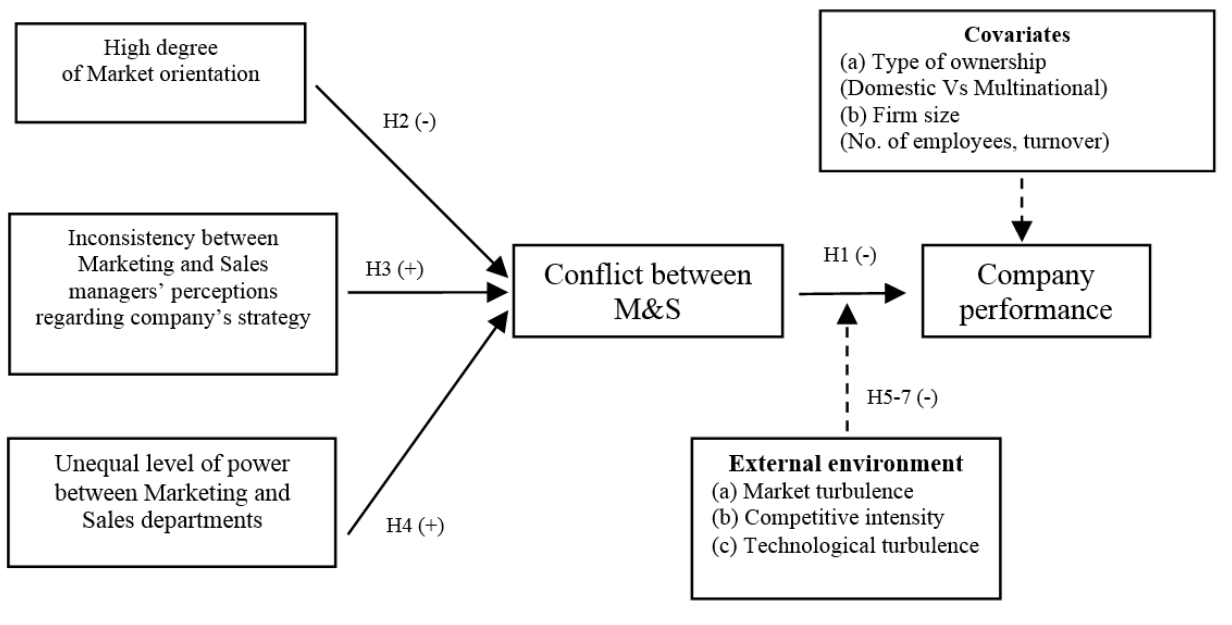 High degree
of Market orientation
H2 (-)
Inconsistency between
Marketing and Sales
managers’ perceptions
regarding company’s strategy
H3 (+)
Unequal level of power
between Marketing and
Sales departments
H4 (+)
Conflict between
M&S
H1 (-)
Company
performance
Covariates
(a) Type of ownership
(Domestic Vs Multinational)
(b) Firm size
(No. of employees, turnover)
H5-7 (-)
External environment
(a) Market turbulence
(b) Competitive intensity
(c) Technological turbulence